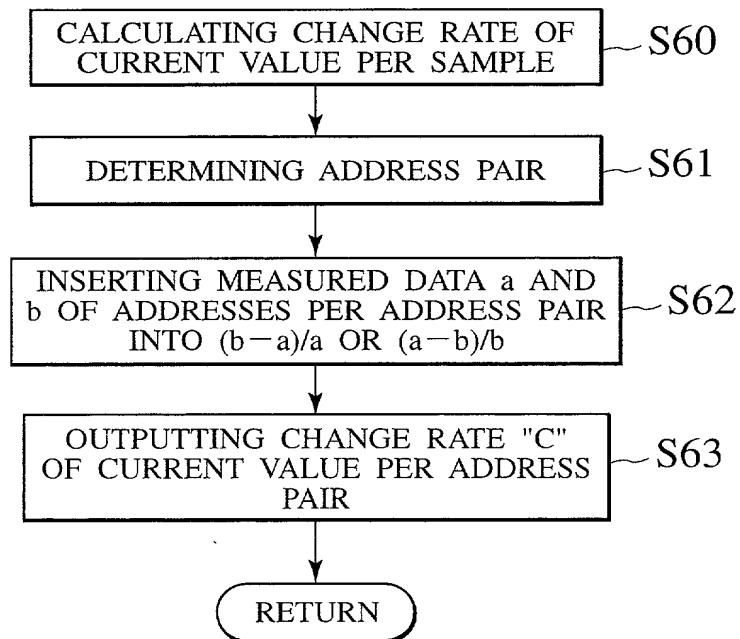 CALCULATING CHANGE RATE OF
CURRENT VALUE PER SAMPLE
S60
DETERMINING ADDRESS PAIR
S61
INSERTING MEASURED DATA a AND
b OF ADDRESSES PER ADDRESS PAIR
INTO (b−a)/a OR (a−b)/b
S62
OUTPUTTING CHANGE RATE "C"
OF CURRENT VALUE PER ADDRESS
PAIR
S63
RETURN